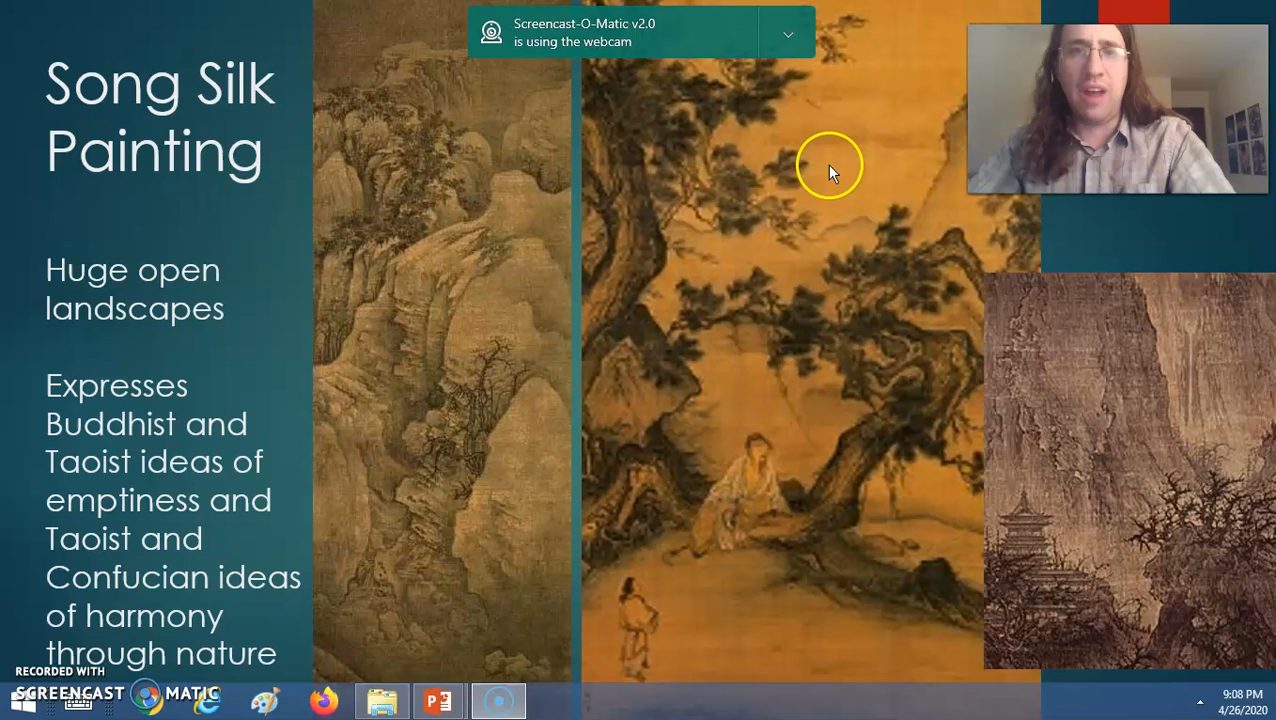 Screencast-O-Matic v2.0
is using the webcam
Song Silk
Painting
Huge open
landscapes
Expresses
Buddhist and
Taoist ideas of
emptiness and
Taoist and
Confucian ideas
of harmony
through nature
RECORDED WITH
SCREENCAST MATIC
9:08 PM
4/26/2020